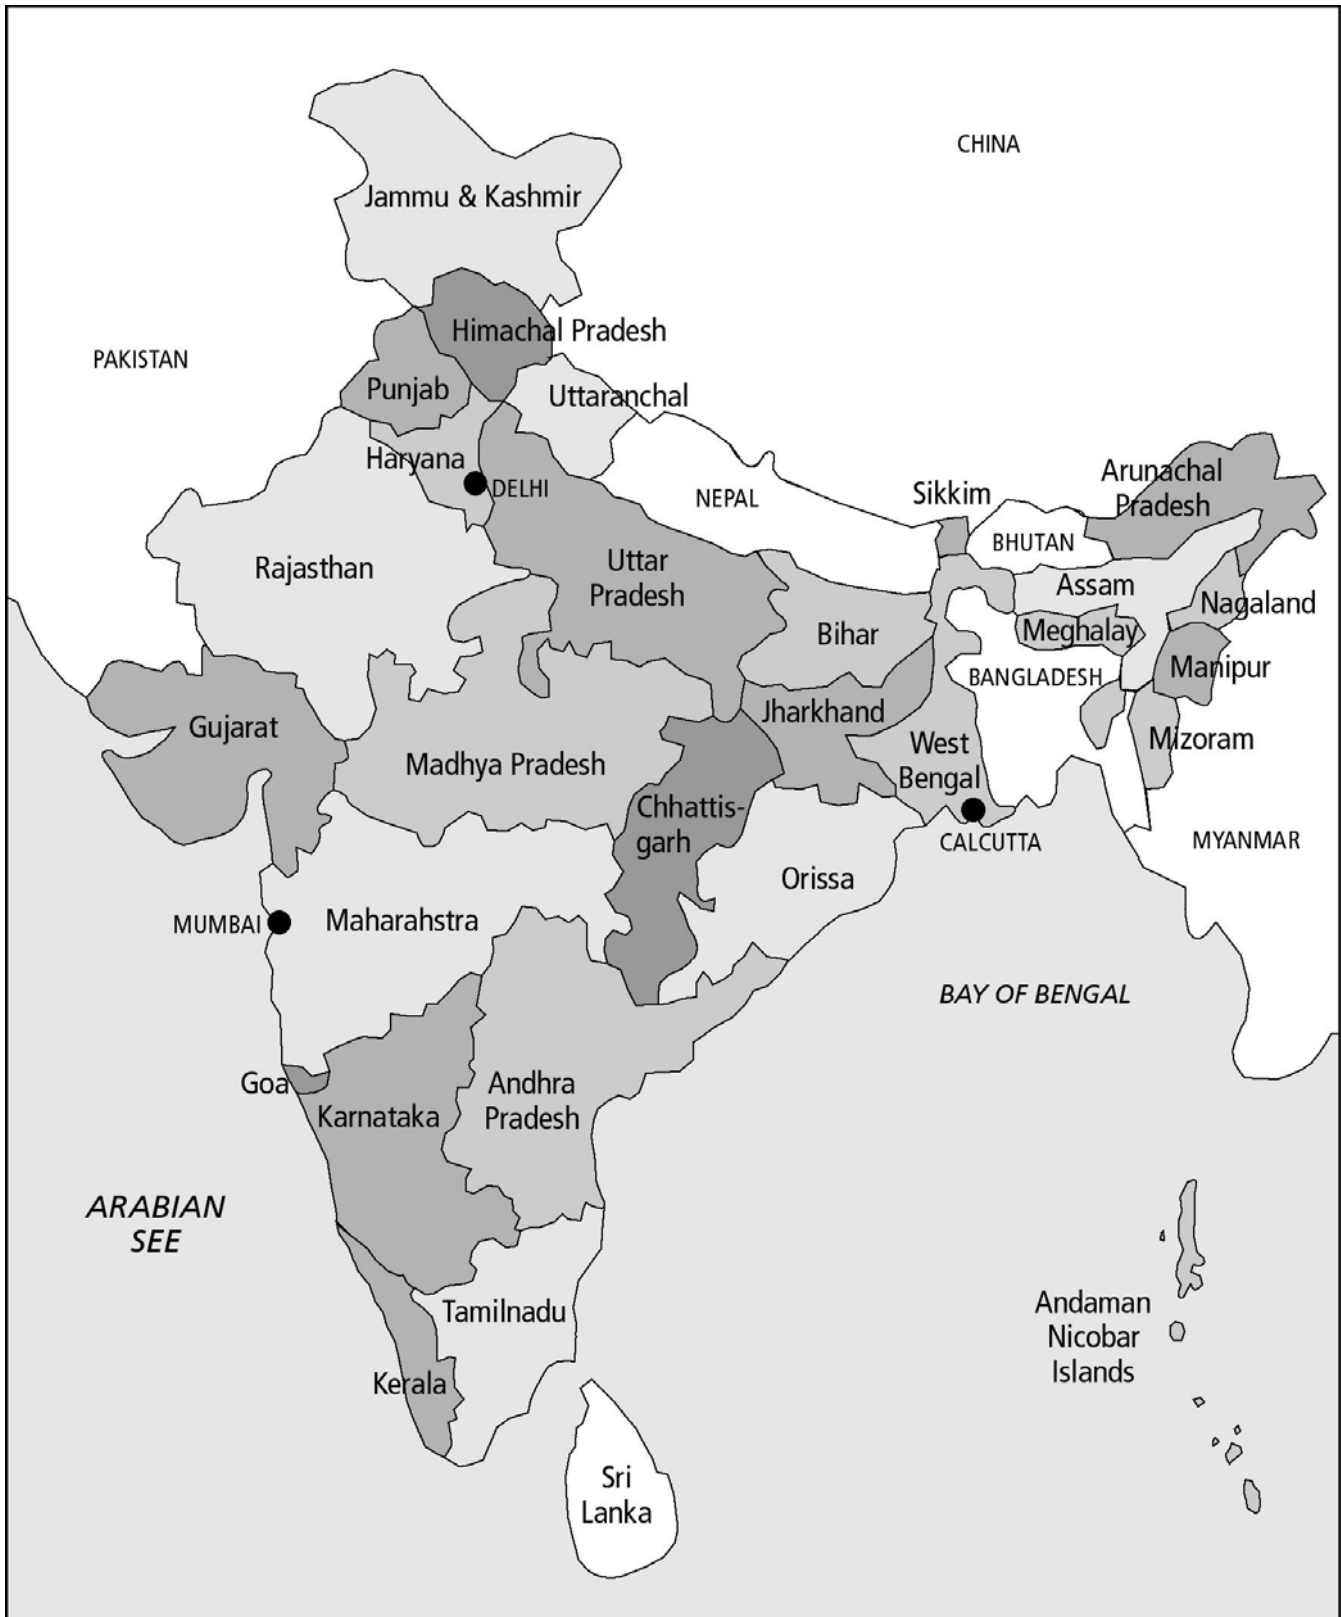 CHINA
Jammu & Kashmir
Himachal Pradesh
PAKISTAN
Punjab
Uttaranchal
Haryana
DELHI
NEPAL
Sikkim
Arunachal
Pradesh
BHUTAN
Rajasthan
Uttar
Pradesh
Assam
Nagaland
Bihar
Meghalay
BANGLADESH
Manipur
Gujarat
Jharkhand
Madhya Pradesh
West
Bengal
Mizoram
Chhattis-
garh
CALCUTTA
MYANMAR
Orissa
MUMBAI
Maharahstra
BAY OF BENGAL
Goa
Andhra
Pradesh
Karnataka
ARABIAN
SEE
Tamilnadu
Andaman
Nicobar
Islands
Kerala
Sri
Lanka